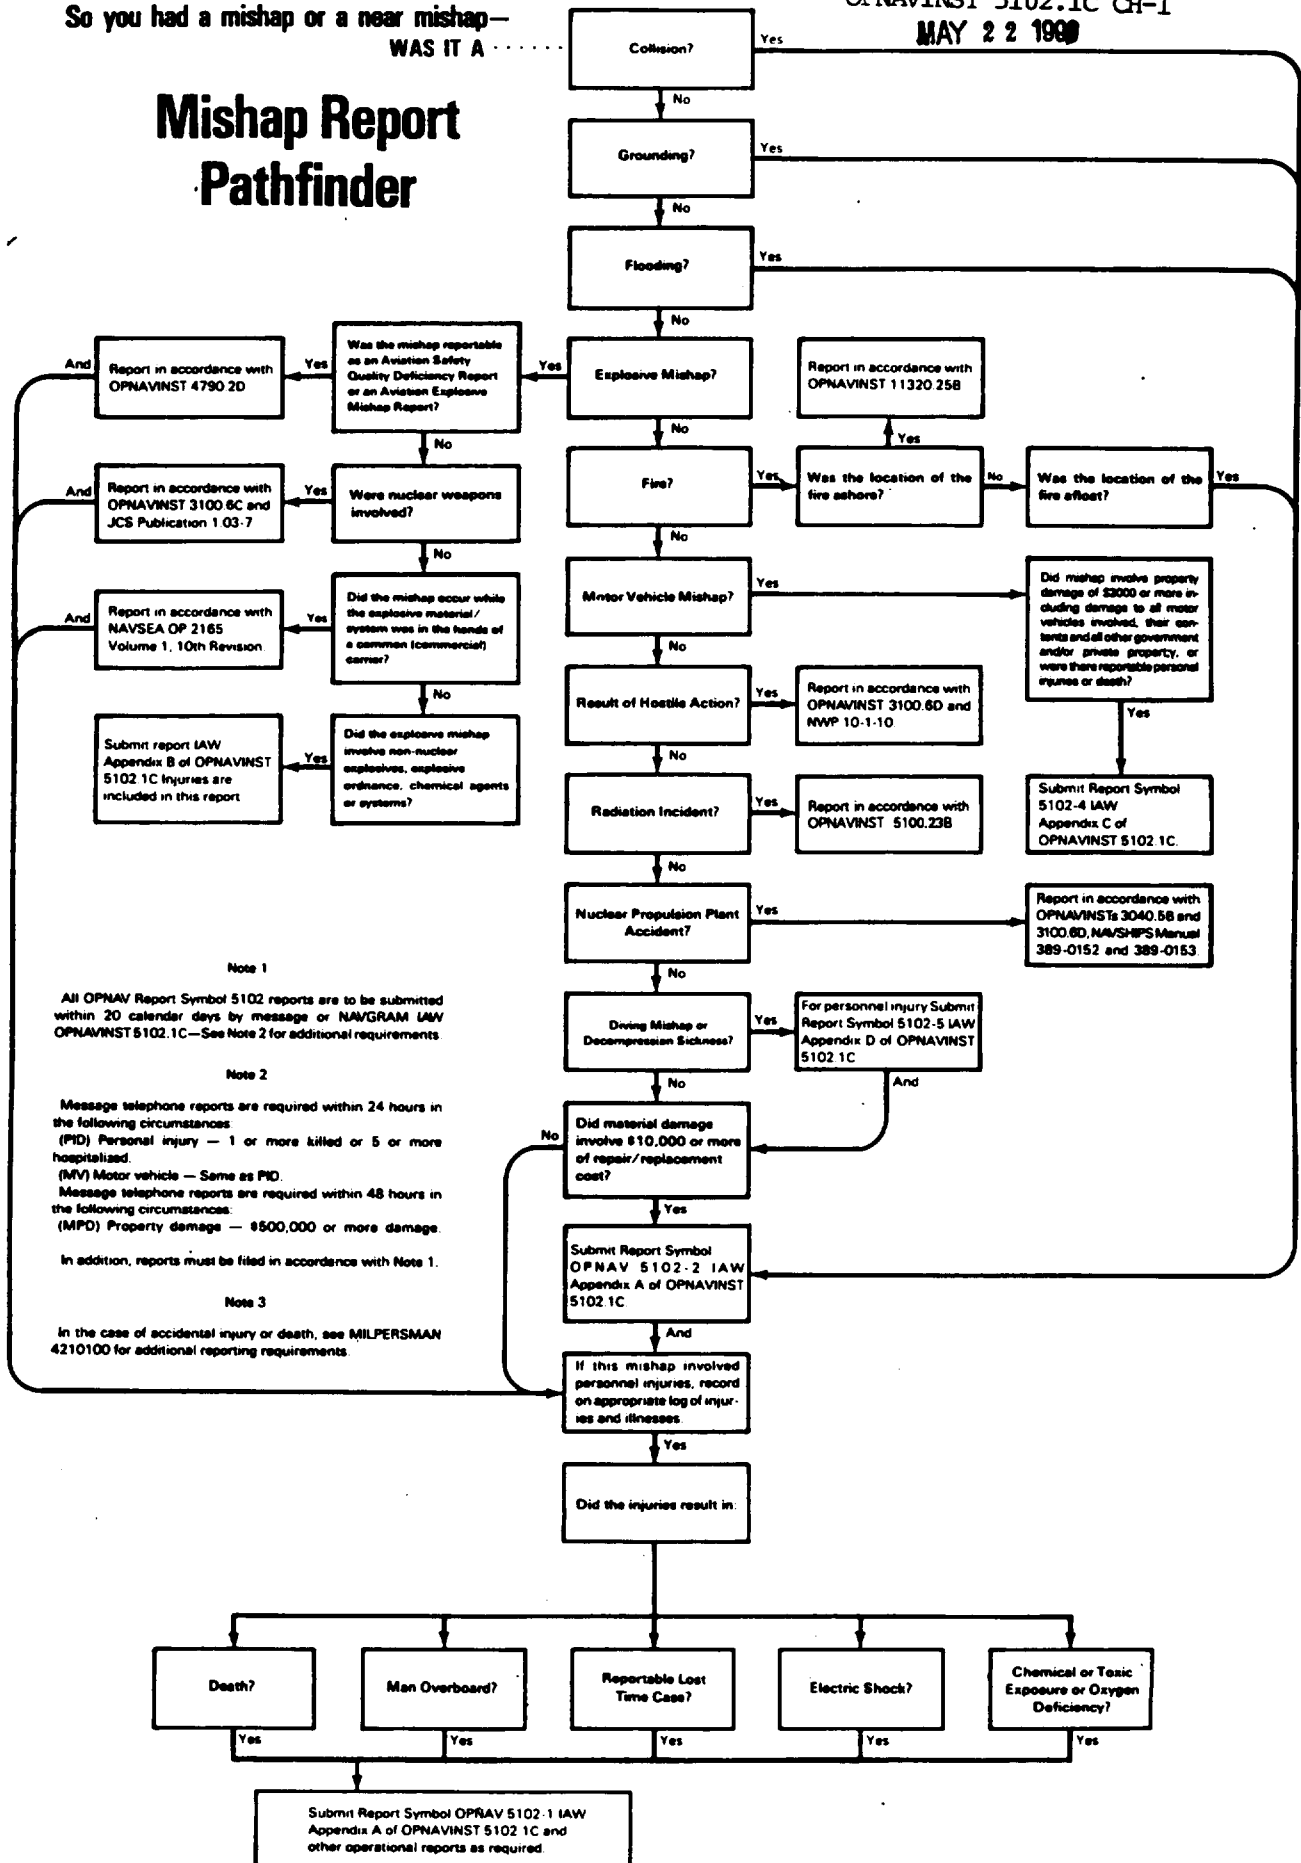 So you had a mishap or a near mishap—
WAS IT A ······
OPNAVINST 5102.1C CH-1
MAY 2 2 1990
Mishap Report
Pathfinder
Collision?
Yes
No
Grounding?
Yes
No
Flooding?
Yes
No
Explosive Mishap?
Yes
No
Was the mishap reportable
as an Aviation Safety
Quality Deficiency Report
or an Aviation Explosive
Mishap Report?
Yes
No
Report in accordance with
OPNAVINST 4790.2D
And
Were nuclear weapons
involved?
Yes
No
Report in accordance with
OPNAVINST 3100.6C and
JCS Publication 1.03-7
And
Did the mishap occur while
the explosive material/
system was in the hands of
a common (commercial)
carrier?
Yes
No
Report in accordance with
NAVSEA OP 2165
Volume 1, 10th Revision.
And
Did the explosive mishap
involve non-nuclear
explosives, explosive
ordnance, chemical agents
or systems?
Yes
Submit report IAW
Appendix B of OPNAVINST
5102.1C Injuries are
included in this report
Fire?
Yes
No
Was the location of the
fire ashore?
Yes
No
Report in accordance with
OPNAVINST 11320.25B
Was the location of the
fire afloat?
Yes
Motor Vehicle Mishap?
Yes
No
Did mishap involve property
damage of $3000 or more in-
cluding damage to all motor
vehicles involved, their con-
tents and all other government
and/or private property, or
were there reportable personal
injuries or death?
Yes
Submit Report Symbol
5102-4 IAW
Appendix C of
OPNAVINST 5102.1C.
Result of Hostile Action?
Yes
No
Report in accordance with
OPNAVINST 3100.6D and
NWP 10-1-10
Radiation Incident?
Yes
No
Report in accordance with
OPNAVINST 5100.23B
Nuclear Propulsion Plant
Accident?
Yes
No
Report in accordance with
OPNAVINSTs 3040.5B and
3100.6D, NAVSHIPS Manual
389-0152 and 389-0153.
Diving Mishap or
Decompression Sickness?
Yes
No
For personnel injury Submit
Report Symbol 5102-5 IAW
Appendix D of OPNAVINST
5102.1C
And
Did material damage
involve $10,000 or more
of repair/replacement
cost?
No
Yes
Submit Report Symbol
OPNAV 5102-2 IAW
Appendix A of OPNAVINST
5102.1C.
And
If this mishap involved
personnel injuries, record
on appropriate log of injur-
ies and illnesses.
Yes
Did the injuries result in:
Note 1
All OPNAV Report Symbol 5102 reports are to be submitted
within 20 calendar days by message or NAVGRAM IAW
OPNAVINST 5102.1C—See Note 2 for additional requirements.
Note 2
Message telephone reports are required within 24 hours in
the following circumstances:
(PID) Personal injury — 1 or more killed or 5 or more
hospitalized.
(MV) Motor vehicle — Same as PID.
Message telephone reports are required within 48 hours in
the following circumstances:
(MPD) Property damage — $500,000 or more damage.
In addition, reports must be filed in accordance with Note 1.
Note 3
In the case of accidental injury or death, see MILPERSMAN
4210100 for additional reporting requirements.
Death?
Yes
Man Overboard?
Yes
Reportable Lost
Time Case?
Yes
Electric Shock?
Yes
Chemical or Toxic
Exposure or Oxygen
Deficiency?
Yes
Submit Report Symbol OPNAV 5102-1 IAW
Appendix A of OPNAVINST 5102.1C and
other operational reports as required.